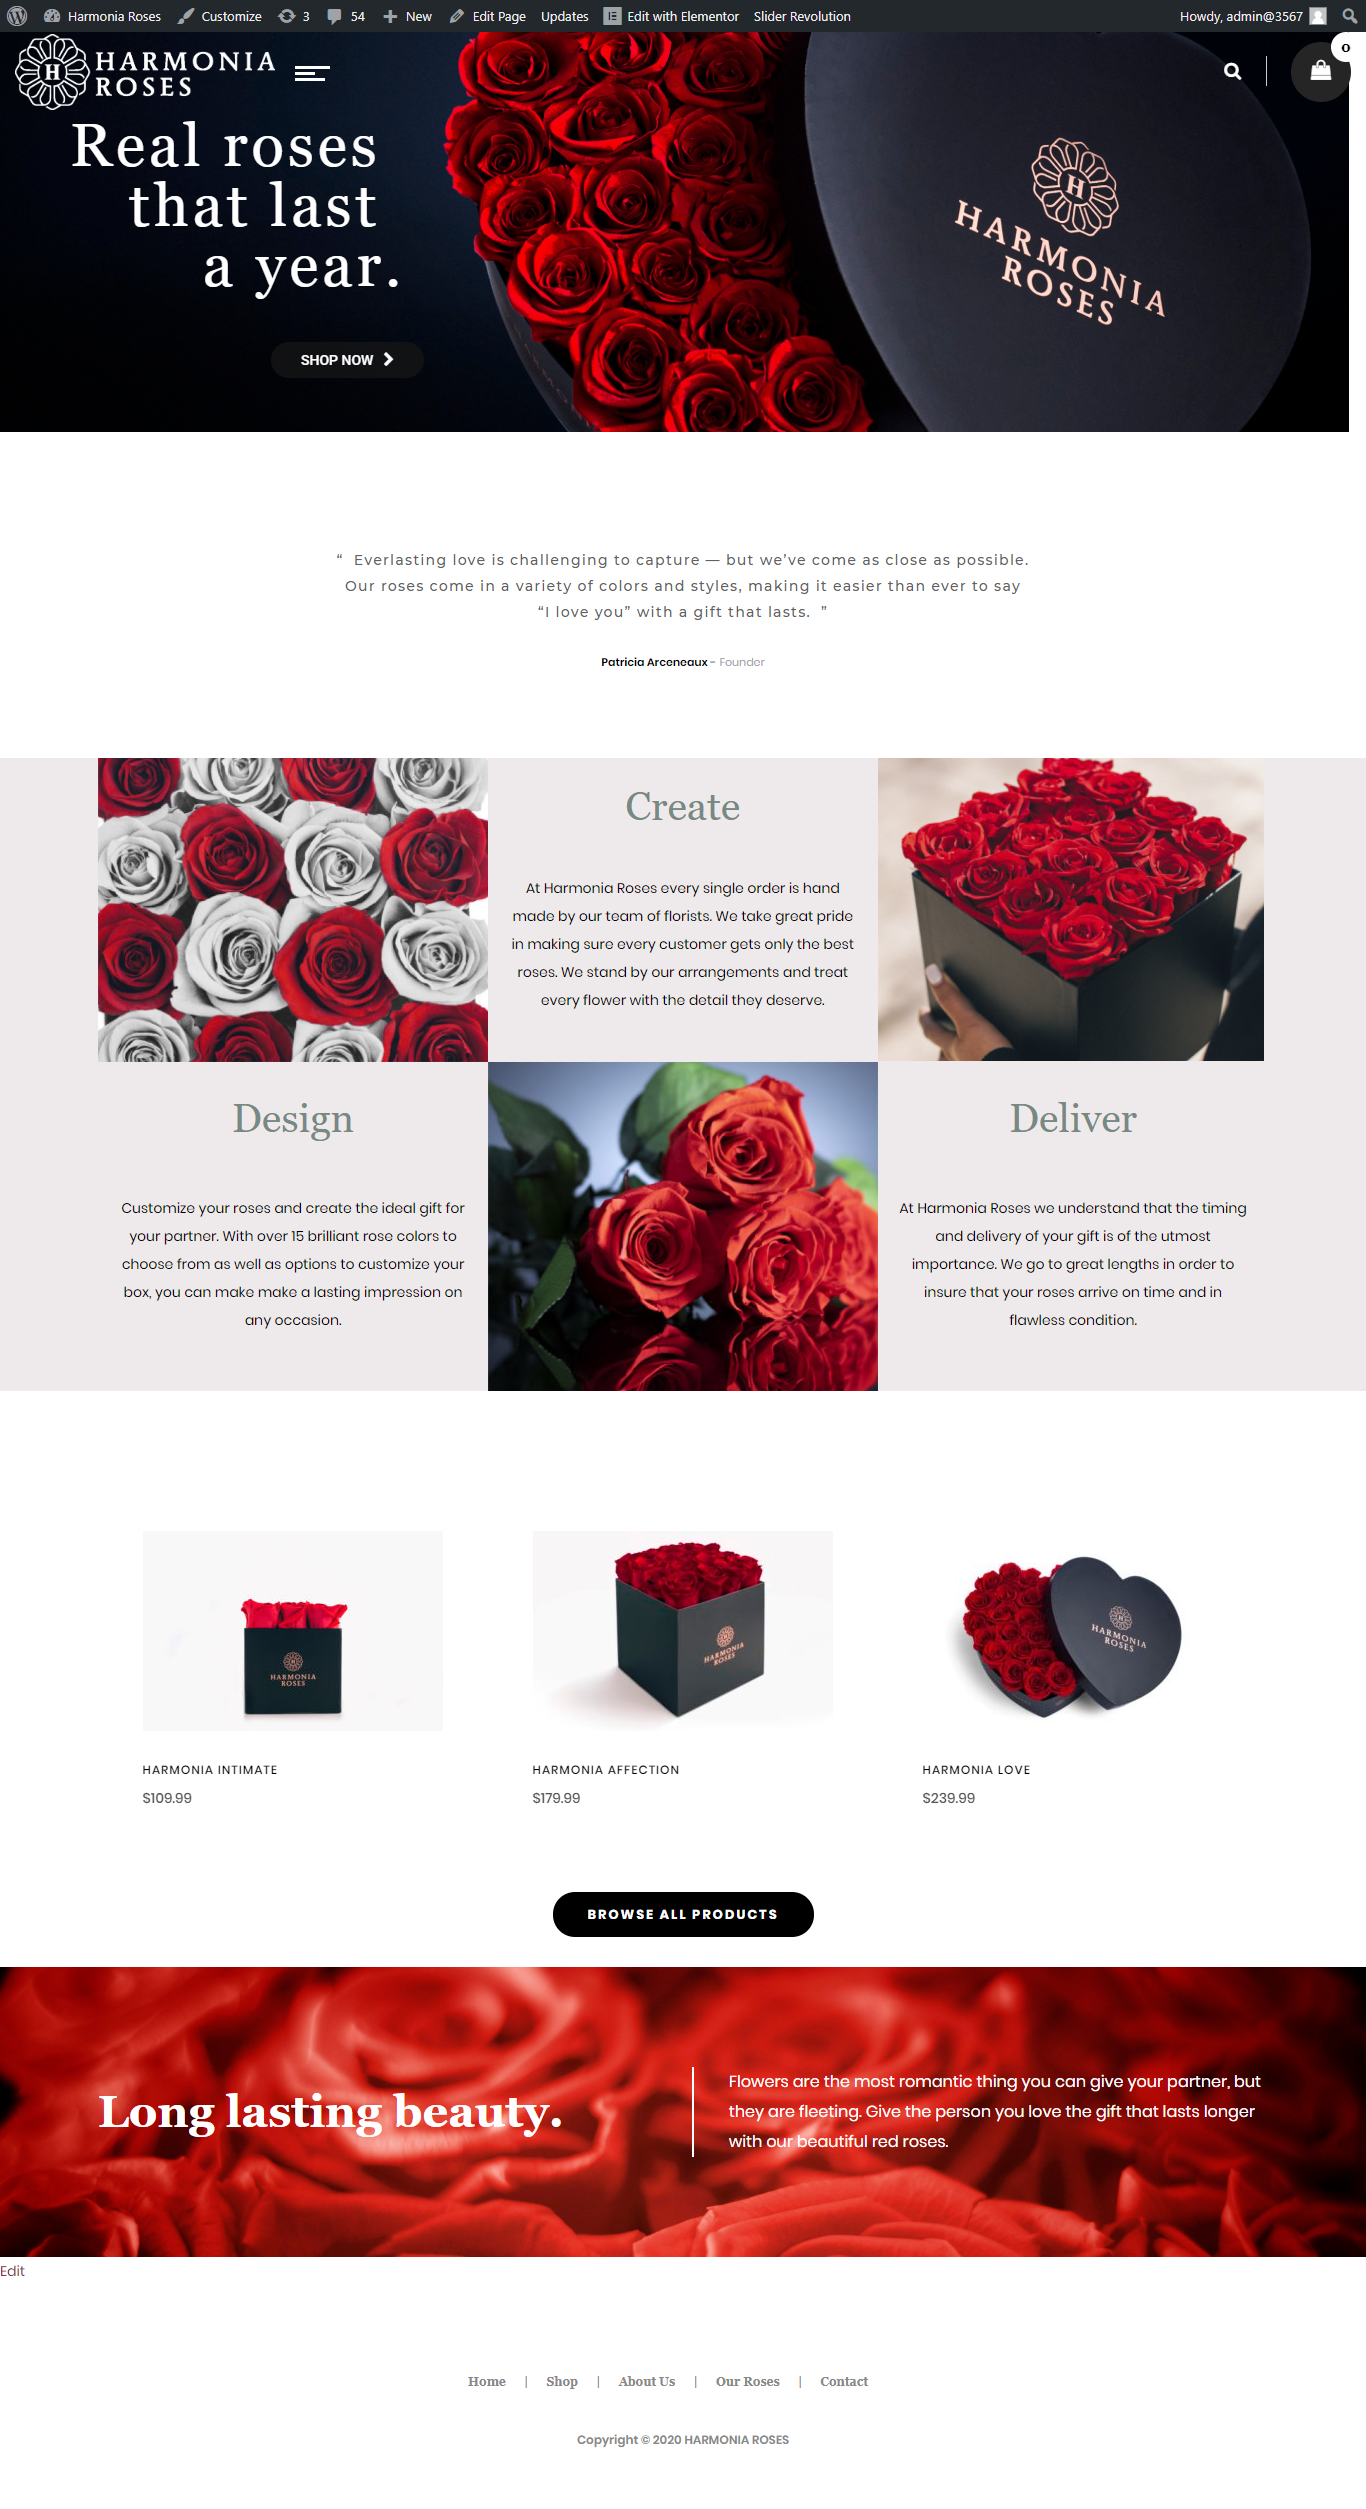 Harmonia Roses Customize 3 54 New Edit Page Updates Edit with Elementor Slider Revolution Howdy, admin@3567
HARMONIA
ROSES
0
Real roses
that last
a year.
SHOP NOW
H
HARMONIA
ROSES
“ Everlasting love is challenging to capture — but we’ve come as close as possible.
Our roses come in a variety of colors and styles, making it easier than ever to say
“I love you” with a gift that lasts. ”
Patricia Arceneaux - Founder
Create
At Harmonia Roses every single order is hand
made by our team of florists. We take great pride
in making sure every customer gets only the best
roses. We stand by our arrangements and treat
every flower with the detail they deserve.
Design
Customize your roses and create the ideal gift for
your partner. With over 15 brilliant rose colors to
choose from as well as options to customize your
box, you can make make a lasting impression on
any occasion.
Deliver
At Harmonia Roses we understand that the timing
and delivery of your gift is of the utmost
importance. We go to great lengths in order to
insure that your roses arrive on time and in
flawless condition.
HARMONIA
ROSES
HARMONIA
ROSES
HARMONIA
ROSES
HARMONIA INTIMATE
$109.99
HARMONIA AFFECTION
$179.99
HARMONIA LOVE
$239.99
BROWSE ALL PRODUCTS
Long lasting beauty.
Flowers are the most romantic thing you can give your partner, but
they are fleeting. Give the person you love the gift that lasts longer
with our beautiful red roses.
Edit
Home | Shop | About Us | Our Roses | Contact
Copyright © 2020 HARMONIA ROSES